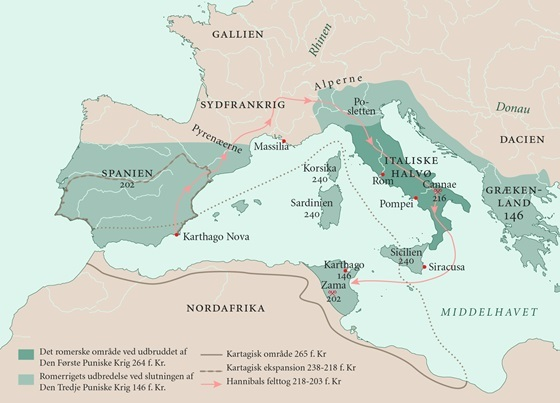 GALLIEN
Rhinen
Alperne
SYDFRANKRIG
Po-
sletten
Donau
DACIEN
Pyrenæerne
Massilia
ITALISKE
HALVØ
Korsika
240
Rom
SPANIEN
202
Cannae
216
GRÆKEN-
LAND
146
Sardinien
240
Pompei
Karthago Nova
Sicilien
240
Karthago
146
Siracusa
Zama
202
NORDAFRIKA
MIDDELHAVET
Det romerske område ved udbruddet af
Den Første Puniske Krig 264 f. Kr.
Romerrigets udbredelse ved slutningen af
Den Tredje Puniske Krig 146 f. Kr.
Kartagisk område 265 f. Kr
Kartagisk ekspansion 238-218 f. Kr.
Hannibals felttog 218-203 f. Kr.